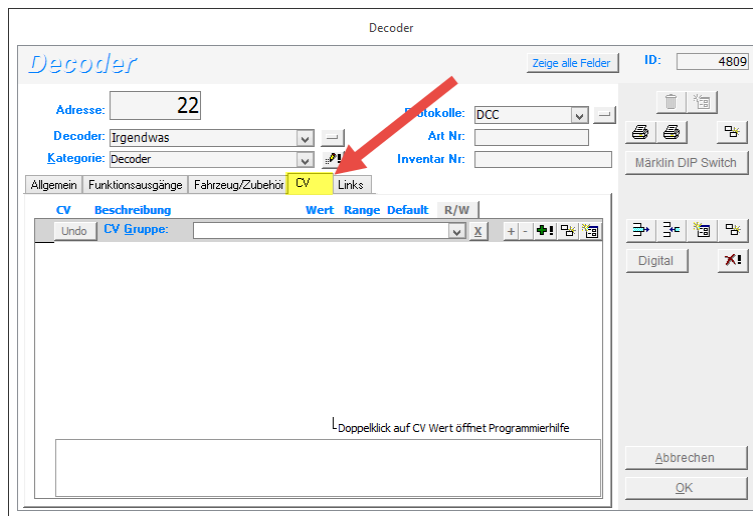 Decoder
Decoder
Zeige alle Felder
ID:
4809
Adresse:
22
Protokolle:
DCC
Decoder:
Irgendwas
Art Nr:
Kategorie:
Decoder
Inventar Nr:
Märklin DIP Switch
Allgemein Funktionsausgänge Fahrzeug/Zubehör CV Links
CV Beschreibung Wert Range Default R/W
Undo CV Gruppe: X + - !
Digital X!
Doppelklick auf CV Wert öffnet Programmierhilfe
Abbrechen
OK